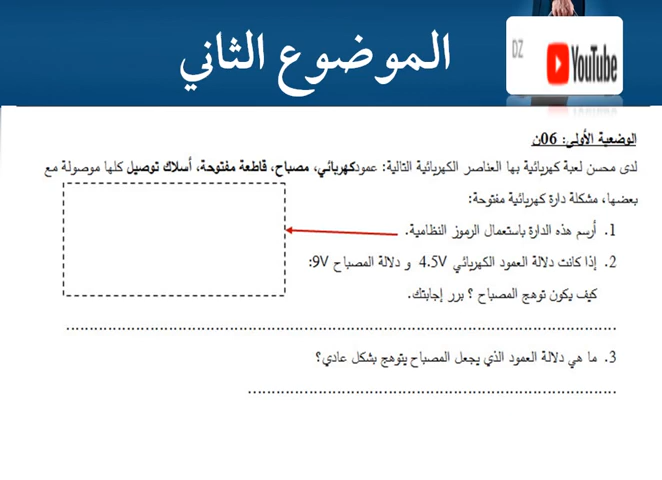 الموضوع الثاني
DZ
YouTube
الوضعية الأولى: 06ن
لدى محسن لعبة كهربائية بها العناصر الكهربائية التالية: عمودكهربائي، مصباح، قاطعة مفتوحة، أسلاك توصيل كلها موصولة مع
بعضها، مشكلة دارة كهربائية مفتوحة:
1. أرسم هذه الدارة باستعمال الرموز النظامية.
2. إذا كانت دلالة العمود الكهربائي 4.5V و دلالة المصباح 9V:
كيف يكون توهج المصباح ؟ برر إجابتك.
3. ما هي دلالة العمود الذي يجعل المصباح يتوهج بشكل عادي؟